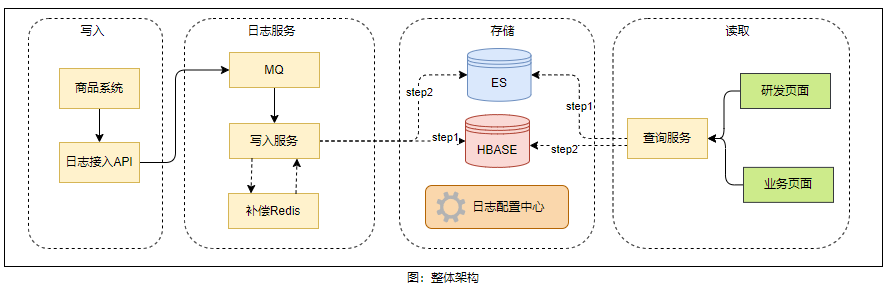 写入
日志服务
存储
读取
商品系统
日志接入API
MQ
写入服务
补偿Redis
step2
step1
ES
HBASE
日志配置中心
step1
step2
查询服务
研发页面
业务页面
图：整体架构